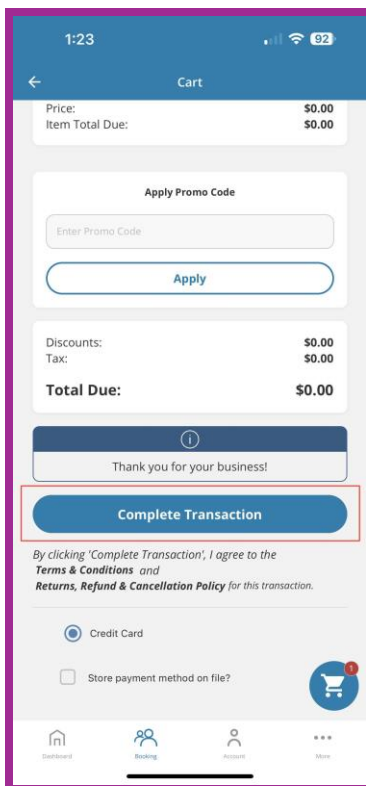 1:23
92
Cart
Price: $0.00
Item Total Due: $0.00
Apply Promo Code
Enter Promo Code
Apply
Discounts: $0.00
Tax: $0.00
Total Due: $0.00
Thank you for your business!
Complete Transaction
By clicking 'Complete Transaction', I agree to the
Terms & Conditions and
Returns, Refund & Cancellation Policy for this transaction.
Credit Card
Store payment method on file?
1
Dashboard Booking Account More